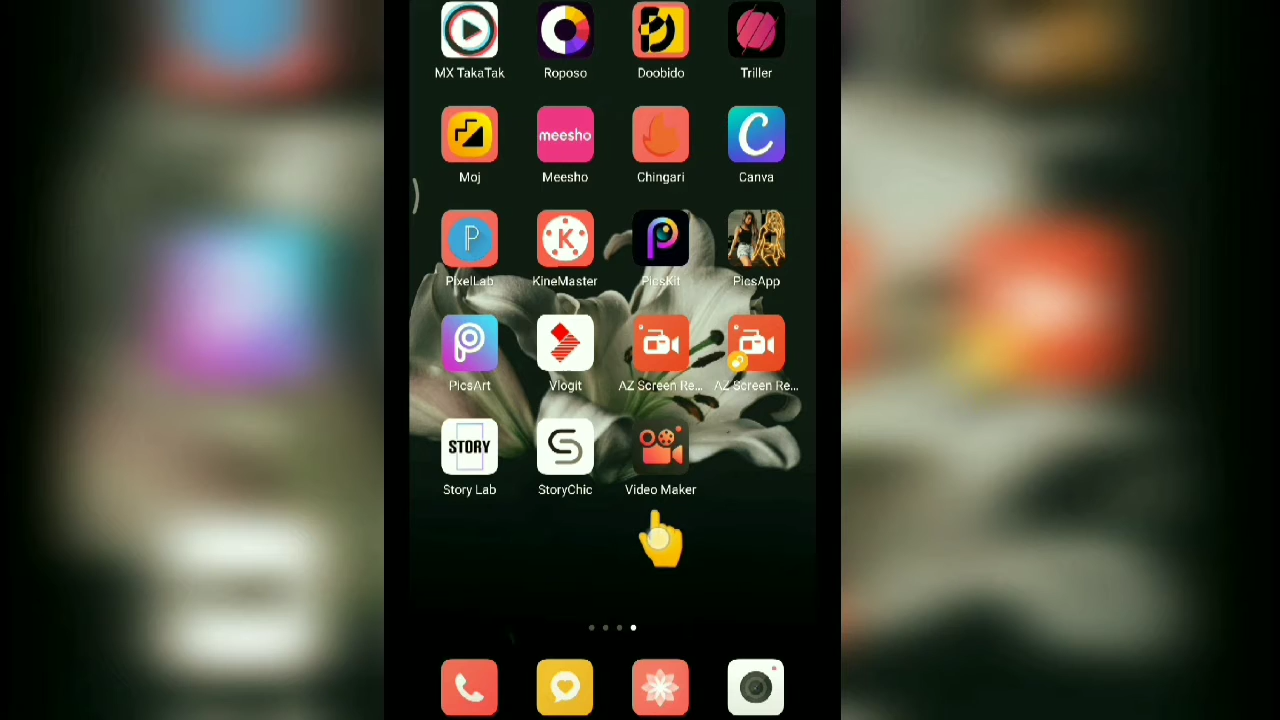 MX TakaTak Roposo Doobido Triller
meesho
Moj Meesho Chingari Canva
PixelLab KineMaster PicsKit PicsApp
PicsArt Vlogit AZ Screen Re... AZ Screen Re...
STORY
Story Lab StoryChic Video Maker